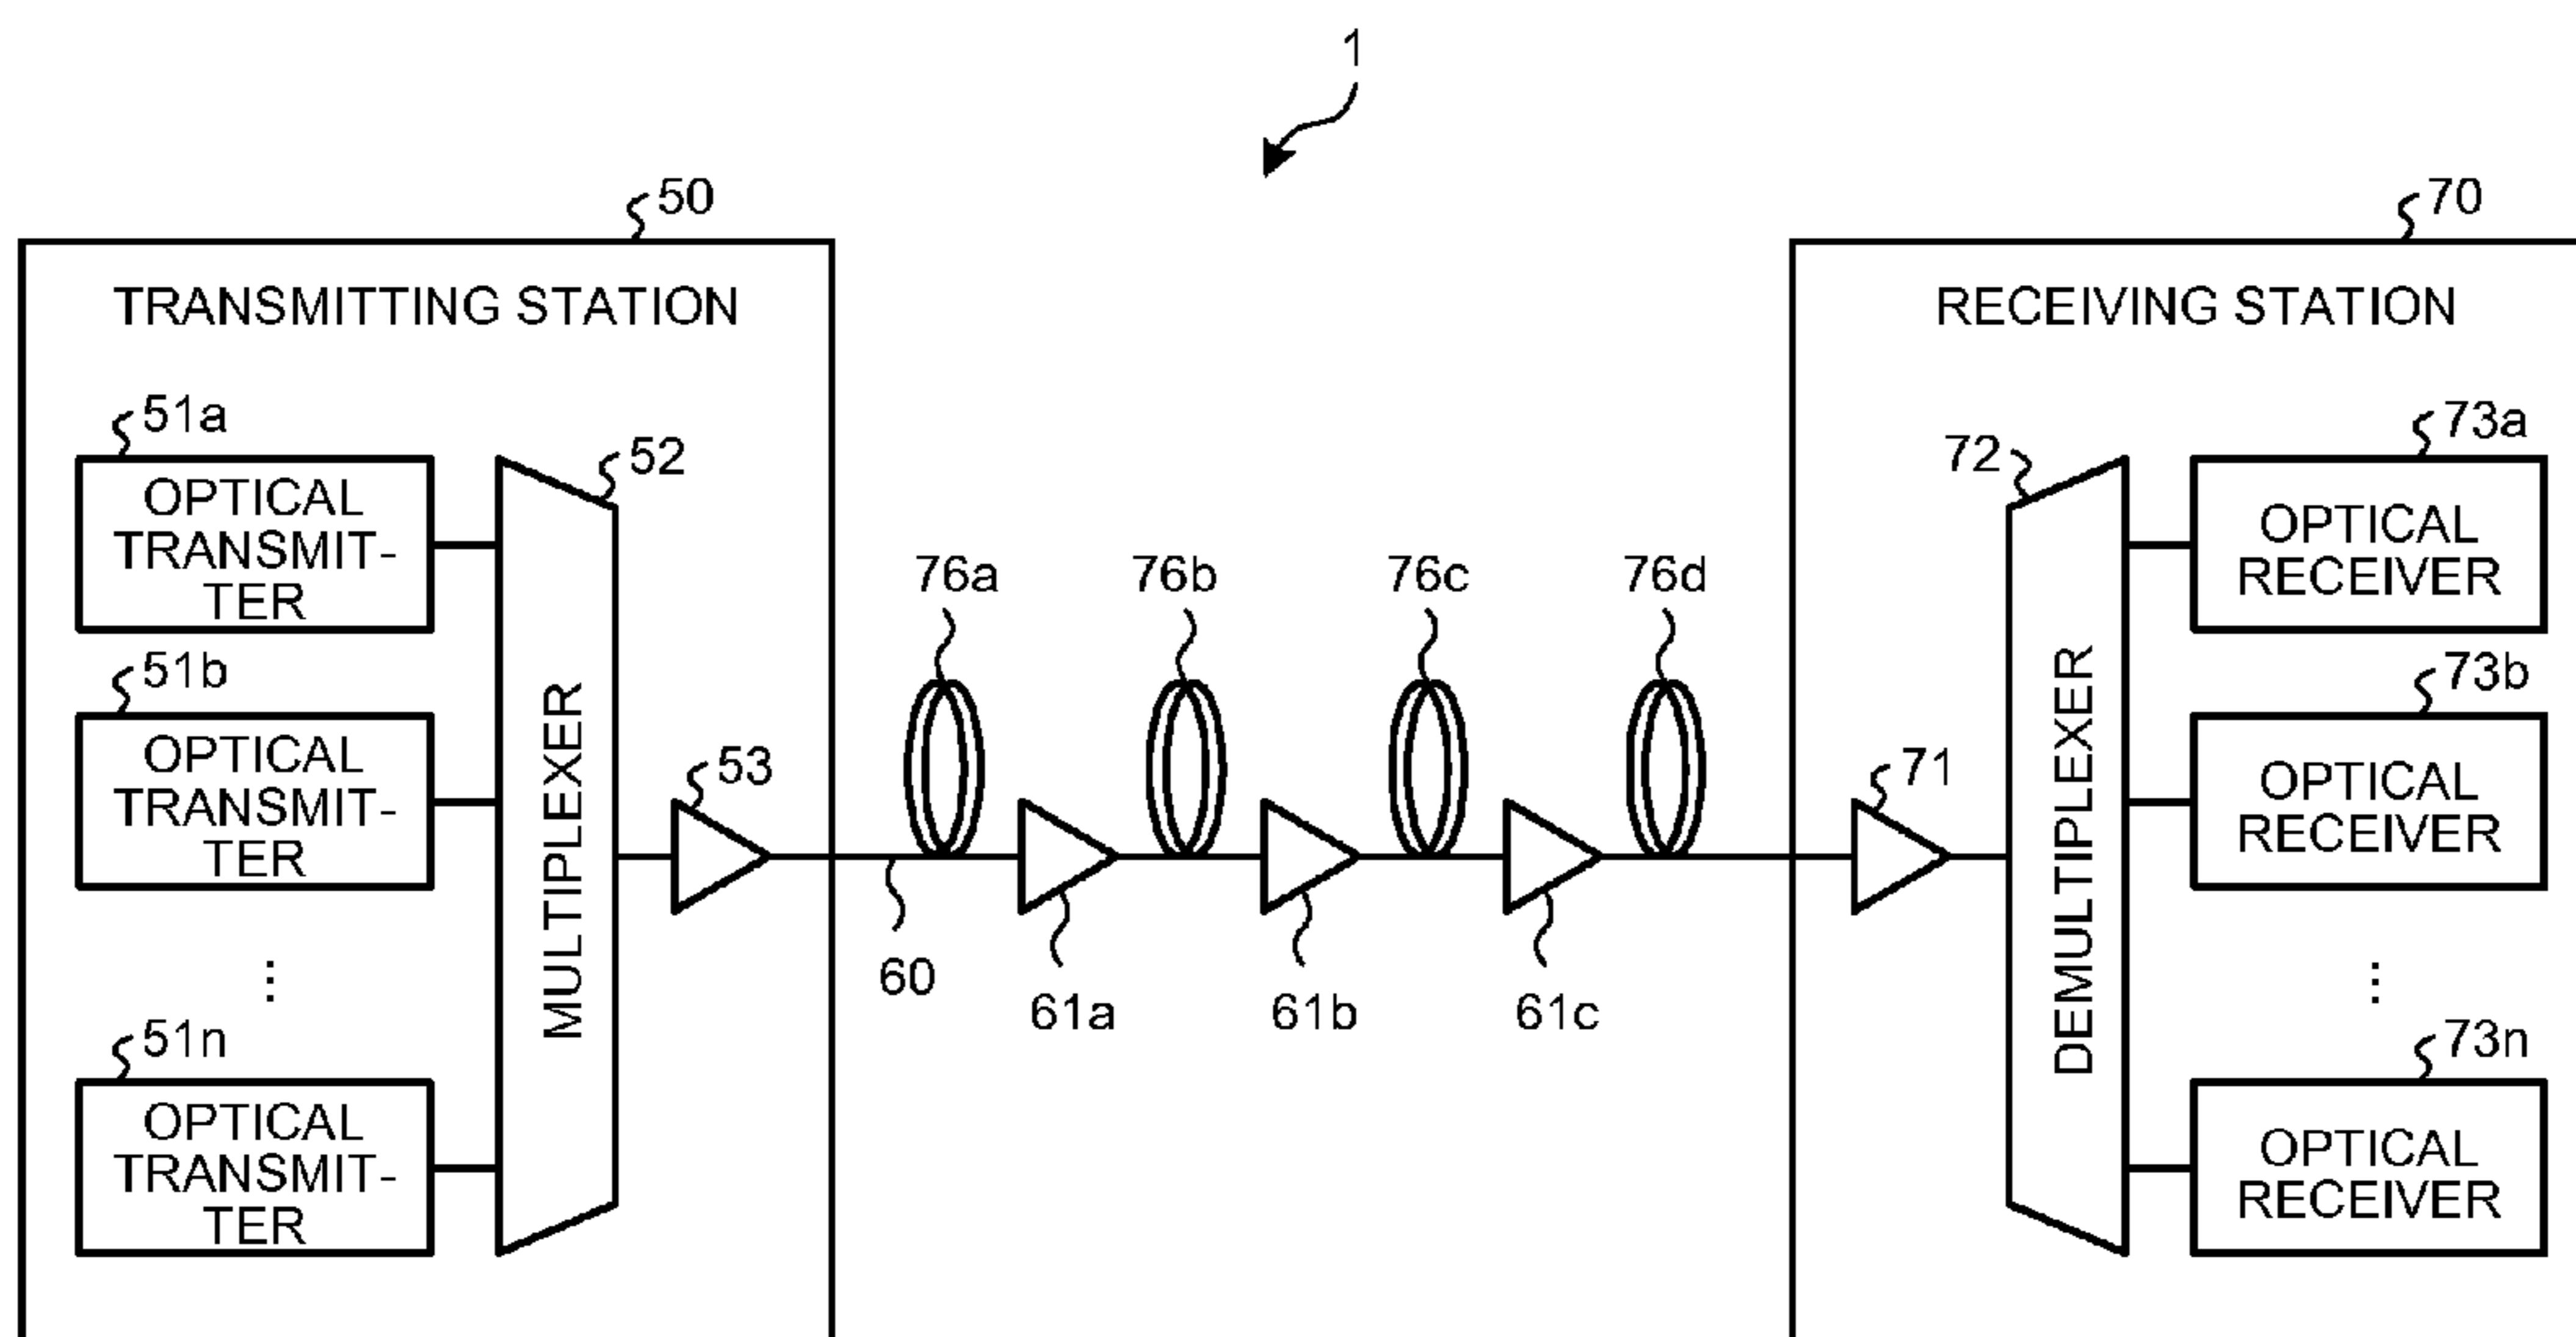 1
50
TRANSMITTING STATION
51a
OPTICAL
TRANSMIT-
TER
51b
OPTICAL
TRANSMIT-
TER
⋮
51n
OPTICAL
TRANSMIT-
TER
52
MULTIPLEXER
53
60
76a
76b
76c
76d
61a
61b
61c
70
RECEIVING STATION
71
72
DEMULTIPLEXER
73a
OPTICAL
RECEIVER
73b
OPTICAL
RECEIVER
⋮
73n
OPTICAL
RECEIVER